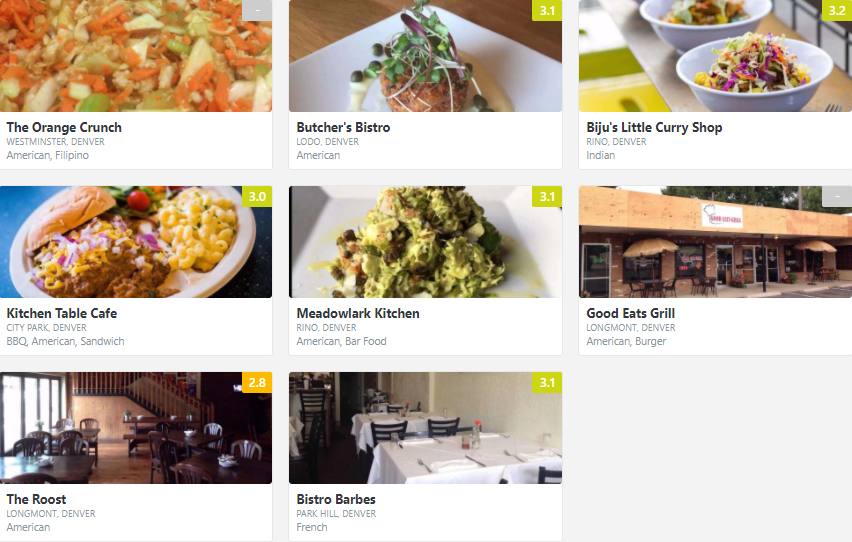 -
3.1
3.2
The Orange Crunch
WESTMINSTER, DENVER
American, Filipino
Butcher's Bistro
LODO, DENVER
American
Biju's Little Curry Shop
RINO, DENVER
Indian
3.0
3.1
-
GOOD EATS GRILL
Kitchen Table Cafe
CITY PARK, DENVER
BBQ, American, Sandwich
Meadowlark Kitchen
RINO, DENVER
American, Bar Food
Good Eats Grill
LONGMONT, DENVER
American, Burger
2.8
3.1
The Roost
LONGMONT, DENVER
American
Bistro Barbes
PARK HILL, DENVER
French